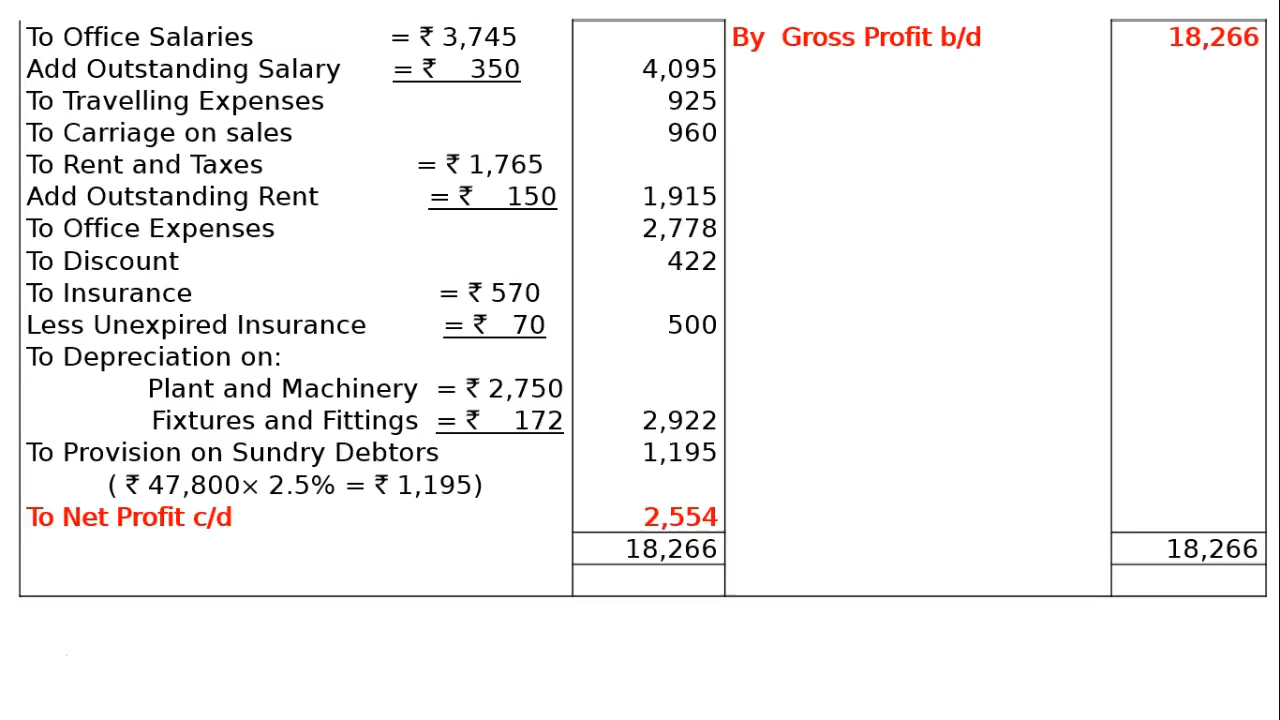 To Office Salaries = ₹ 3,745 By Gross Profit b/d 18,266
Add Outstanding Salary = ₹ 350 4,095
To Travelling Expenses 925
To Carriage on sales 960
To Rent and Taxes = ₹ 1,765
Add Outstanding Rent = ₹ 150 1,915
To Office Expenses 2,778
To Discount 422
To Insurance = ₹ 570
Less Unexpired Insurance = ₹ 70 500
To Depreciation on:
Plant and Machinery = ₹ 2,750
Fixtures and Fittings = ₹ 172 2,922
To Provision on Sundry Debtors 1,195
( ₹ 47,800× 2.5% = ₹ 1,195)
To Net Profit c/d 2,554
18,266 18,266